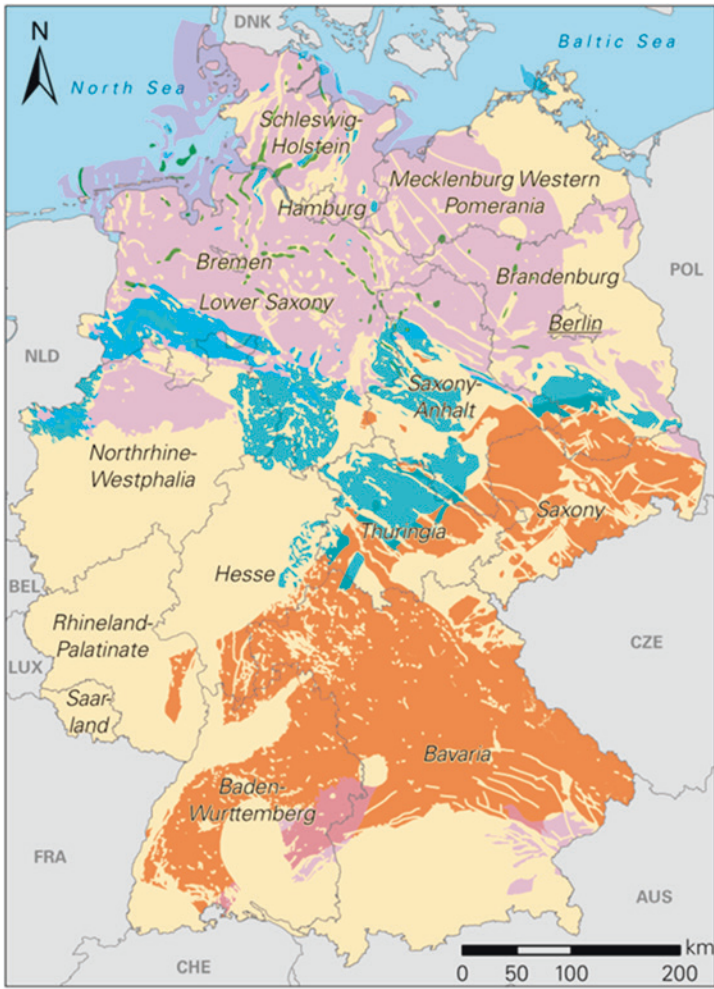 DNK
N
Baltic Sea
North Sea
Schleswig-
Holstein
Mecklenburg Western
Pomerania
Hamburg
POL
Bremen
Brandenburg
Lower Saxony
Berlin
NLD
Saxony-
Anhalt
Northrhine-
Westphalia
Saxony
Thuringia
Hesse
BEL
Rhineland-
Palatinate
CZE
LUX
Saar-
land
Bavaria
Baden-
Wurttemberg
FRA
AUS
km
0 50 100 200
CHE